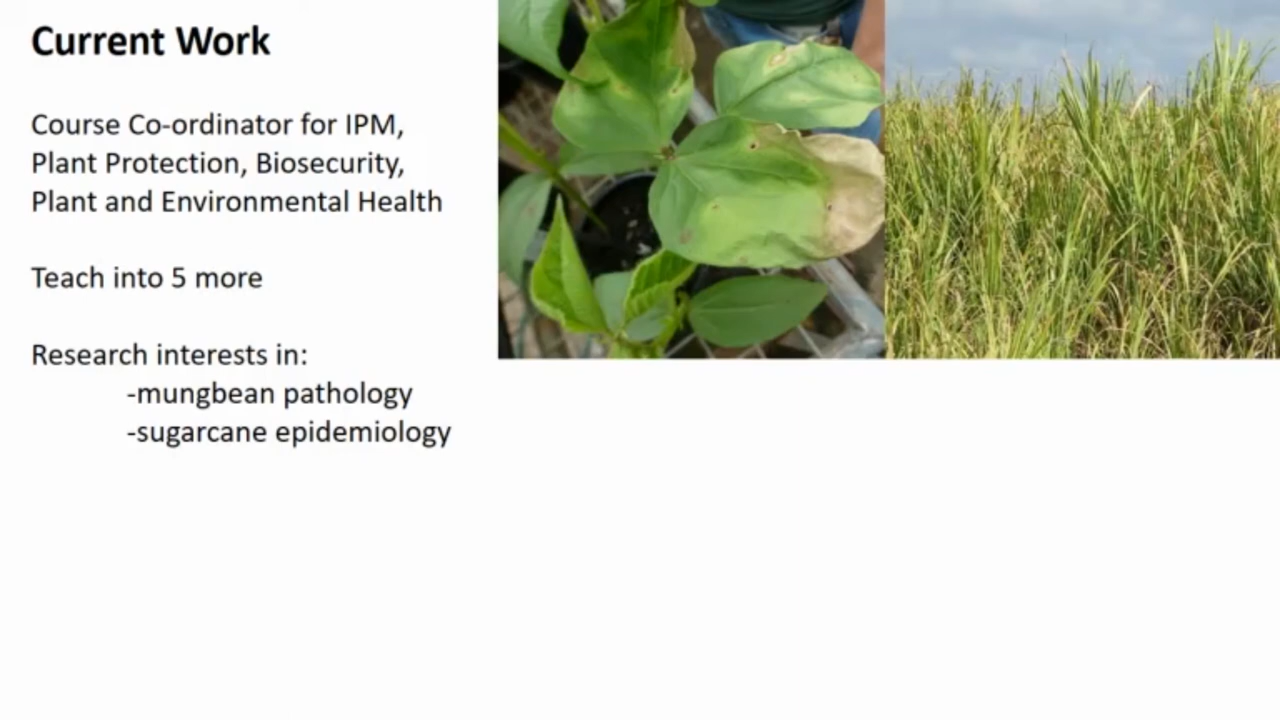 Current Work
Course Co-ordinator for IPM,
Plant Protection, Biosecurity,
Plant and Environmental Health
Teach into 5 more
Research interests in:
-mungbean pathology
-sugarcane epidemiology